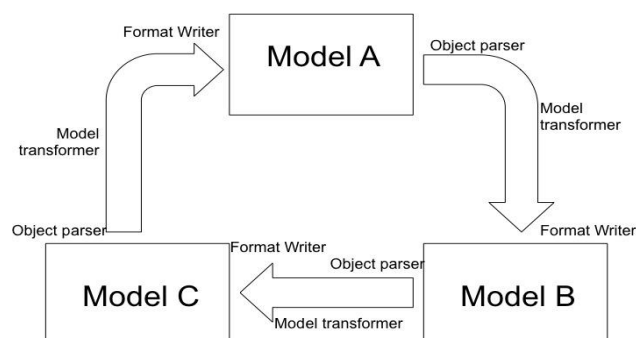 Format Writer
Model A
Object parser
Model
transformer
Model
transformer
Object parser
Format Writer
Format Writer
Object parser
Model C
Model B
Model transformer